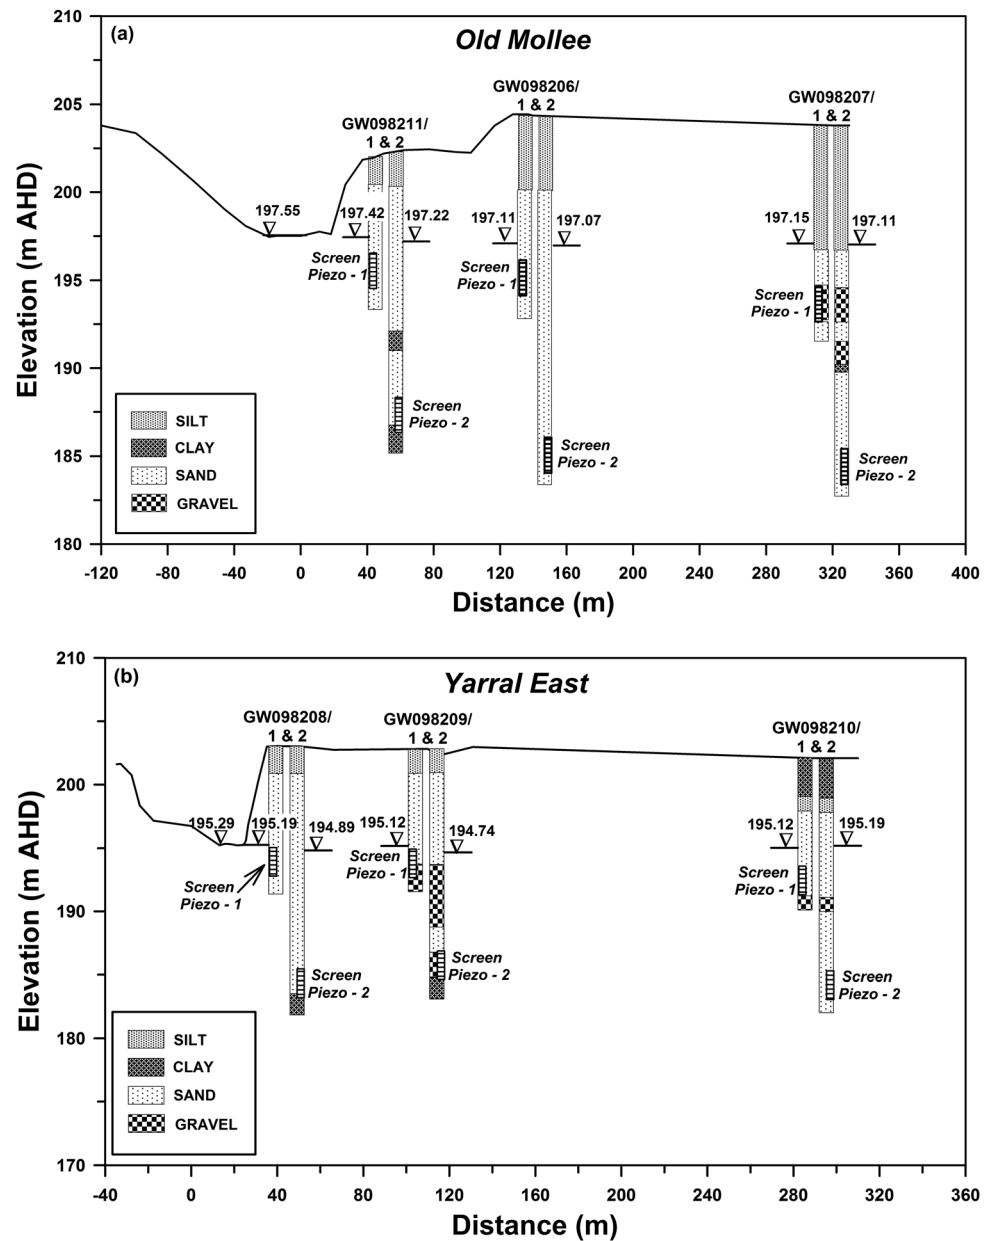 (a)
Old Mollee
210
205
200
195
190
185
180
Elevation (m AHD)
GW098211/
1 & 2
GW098206/
1 & 2
GW098207/
1 & 2
197.55
197.42
197.22
197.11
197.07
197.15
197.11
Screen
Piezo - 1
Screen
Piezo - 1
Screen
Piezo - 1
Screen
Piezo - 2
Screen
Piezo - 2
Screen
Piezo - 2
SILT
CLAY
SAND
GRAVEL
-120 -80 -40 0 40 80 120 160 200 240 280 320 360 400
Distance (m)
(b)
Yarral East
210
200
190
180
170
Elevation (m AHD)
GW098208/
1 & 2
GW098209/
1 & 2
GW098210/
1 & 2
195.29
195.19
194.89
195.12
194.74
195.12
195.19
Screen
Piezo - 1
Screen
Piezo - 1
Screen
Piezo - 1
Screen
Piezo - 2
Screen
Piezo - 2
Screen
Piezo - 2
SILT
CLAY
SAND
GRAVEL
-40 0 40 80 120 160 200 240 280 320 360
Distance (m)